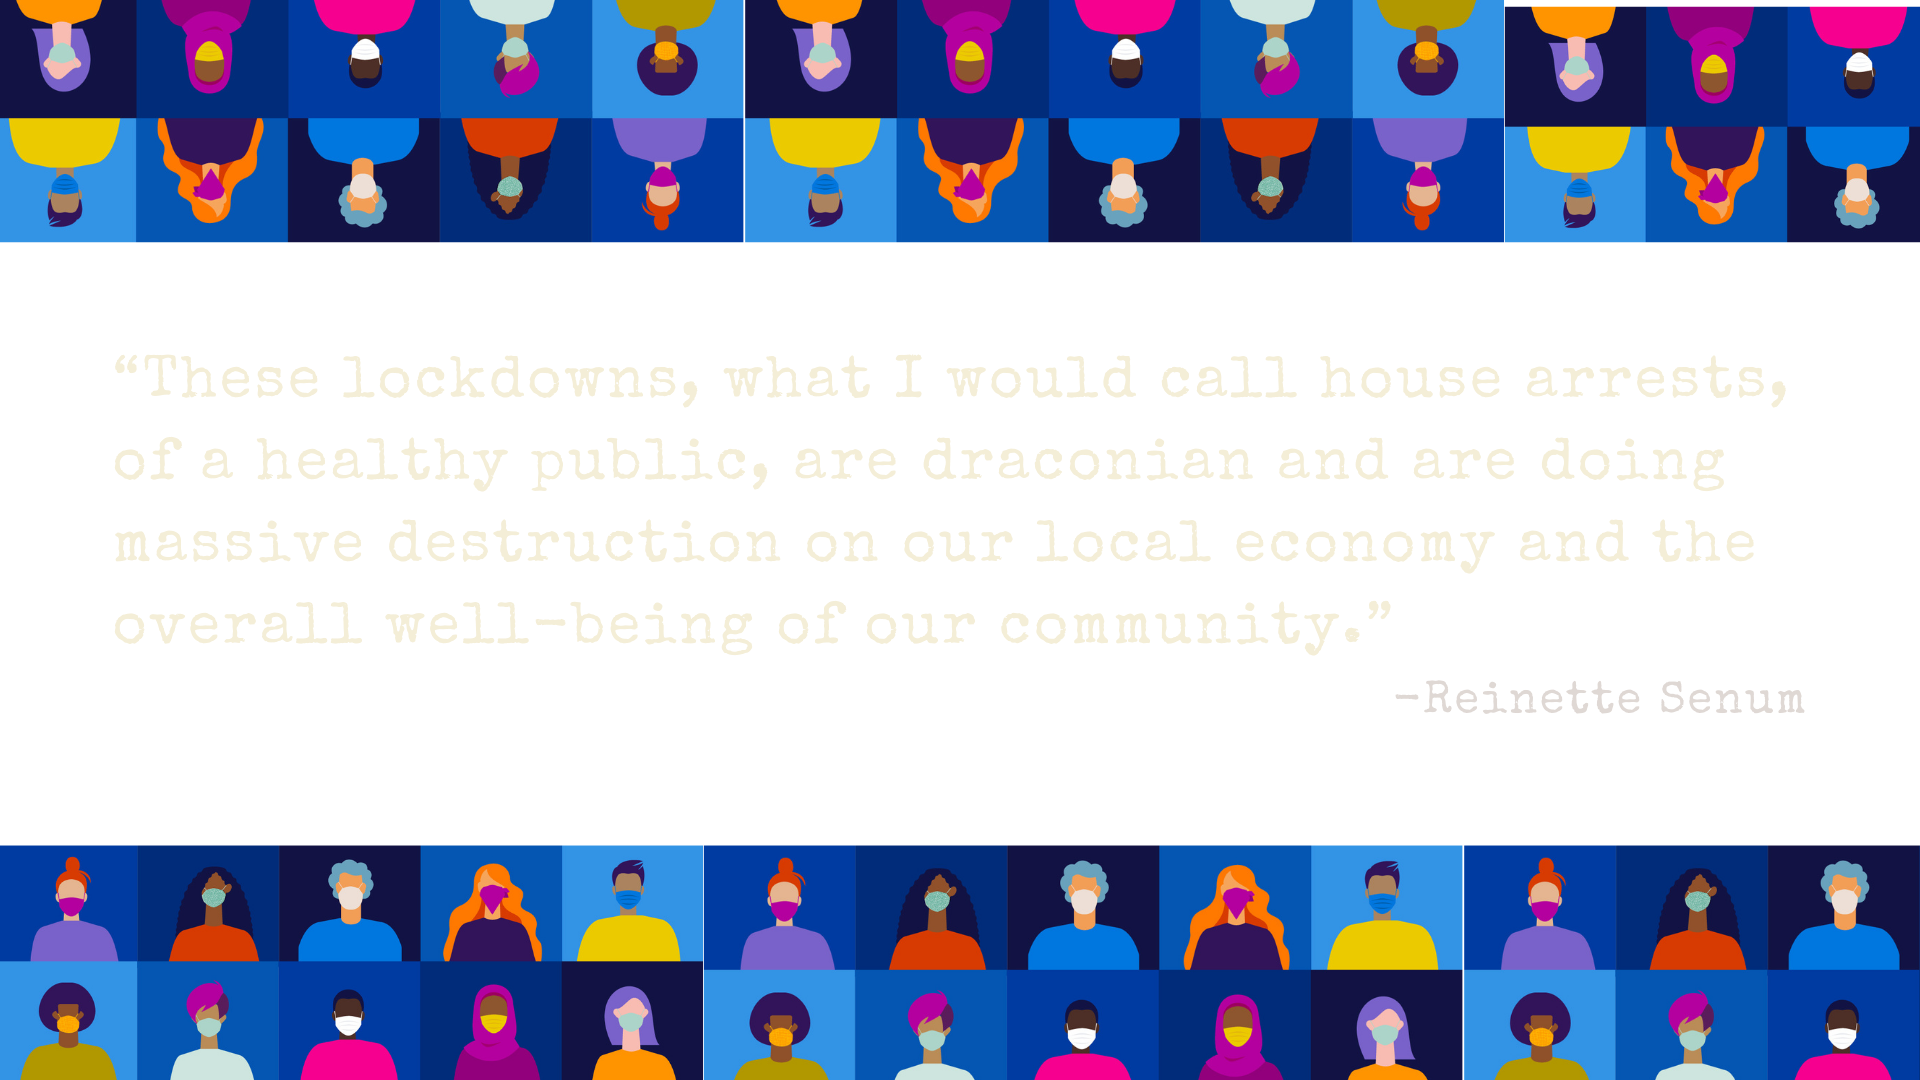 “These lockdowns, what I would call house arrests,
of a healthy public, are draconian and are doing
massive destruction on our local economy and the
overall well-being of our community.”
-Reinette Senum